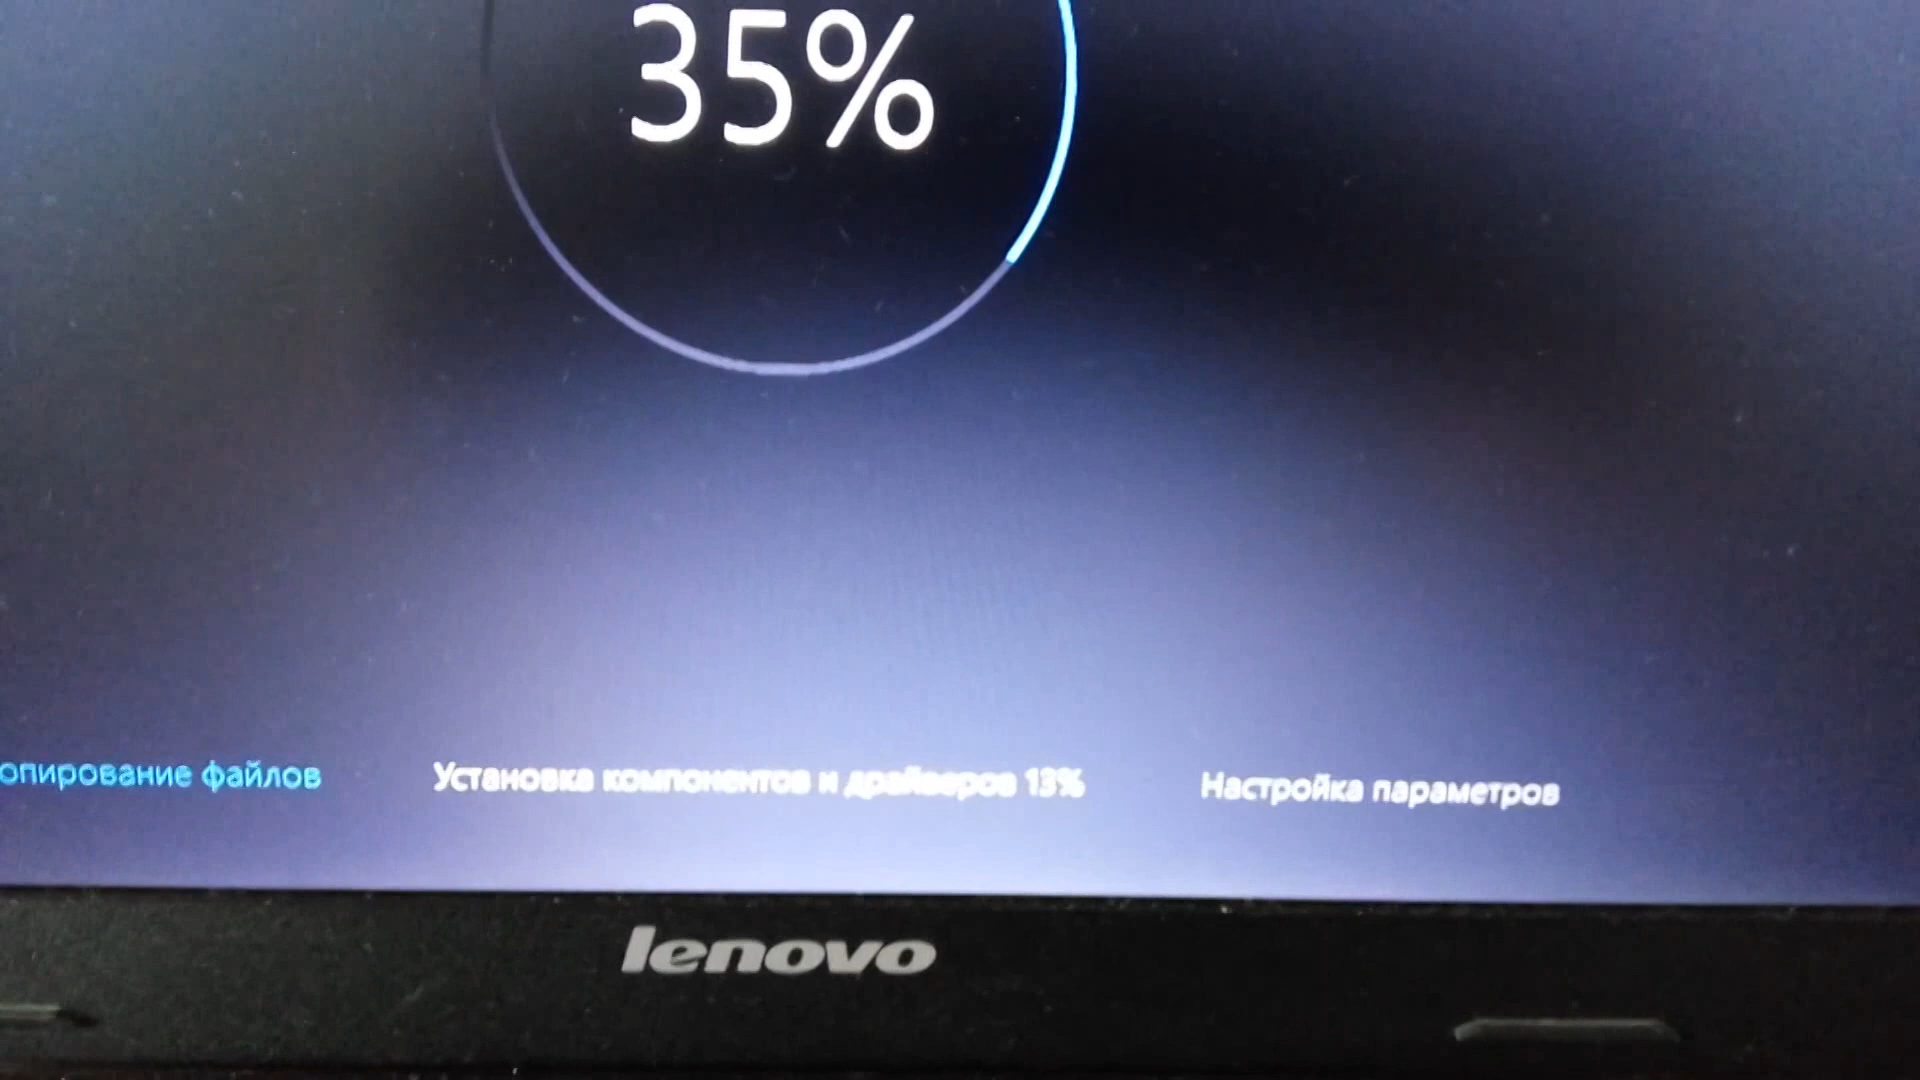 35%
опирование файлов
Установка компонентов и драйверов 13%
Настройка параметров
lenovo